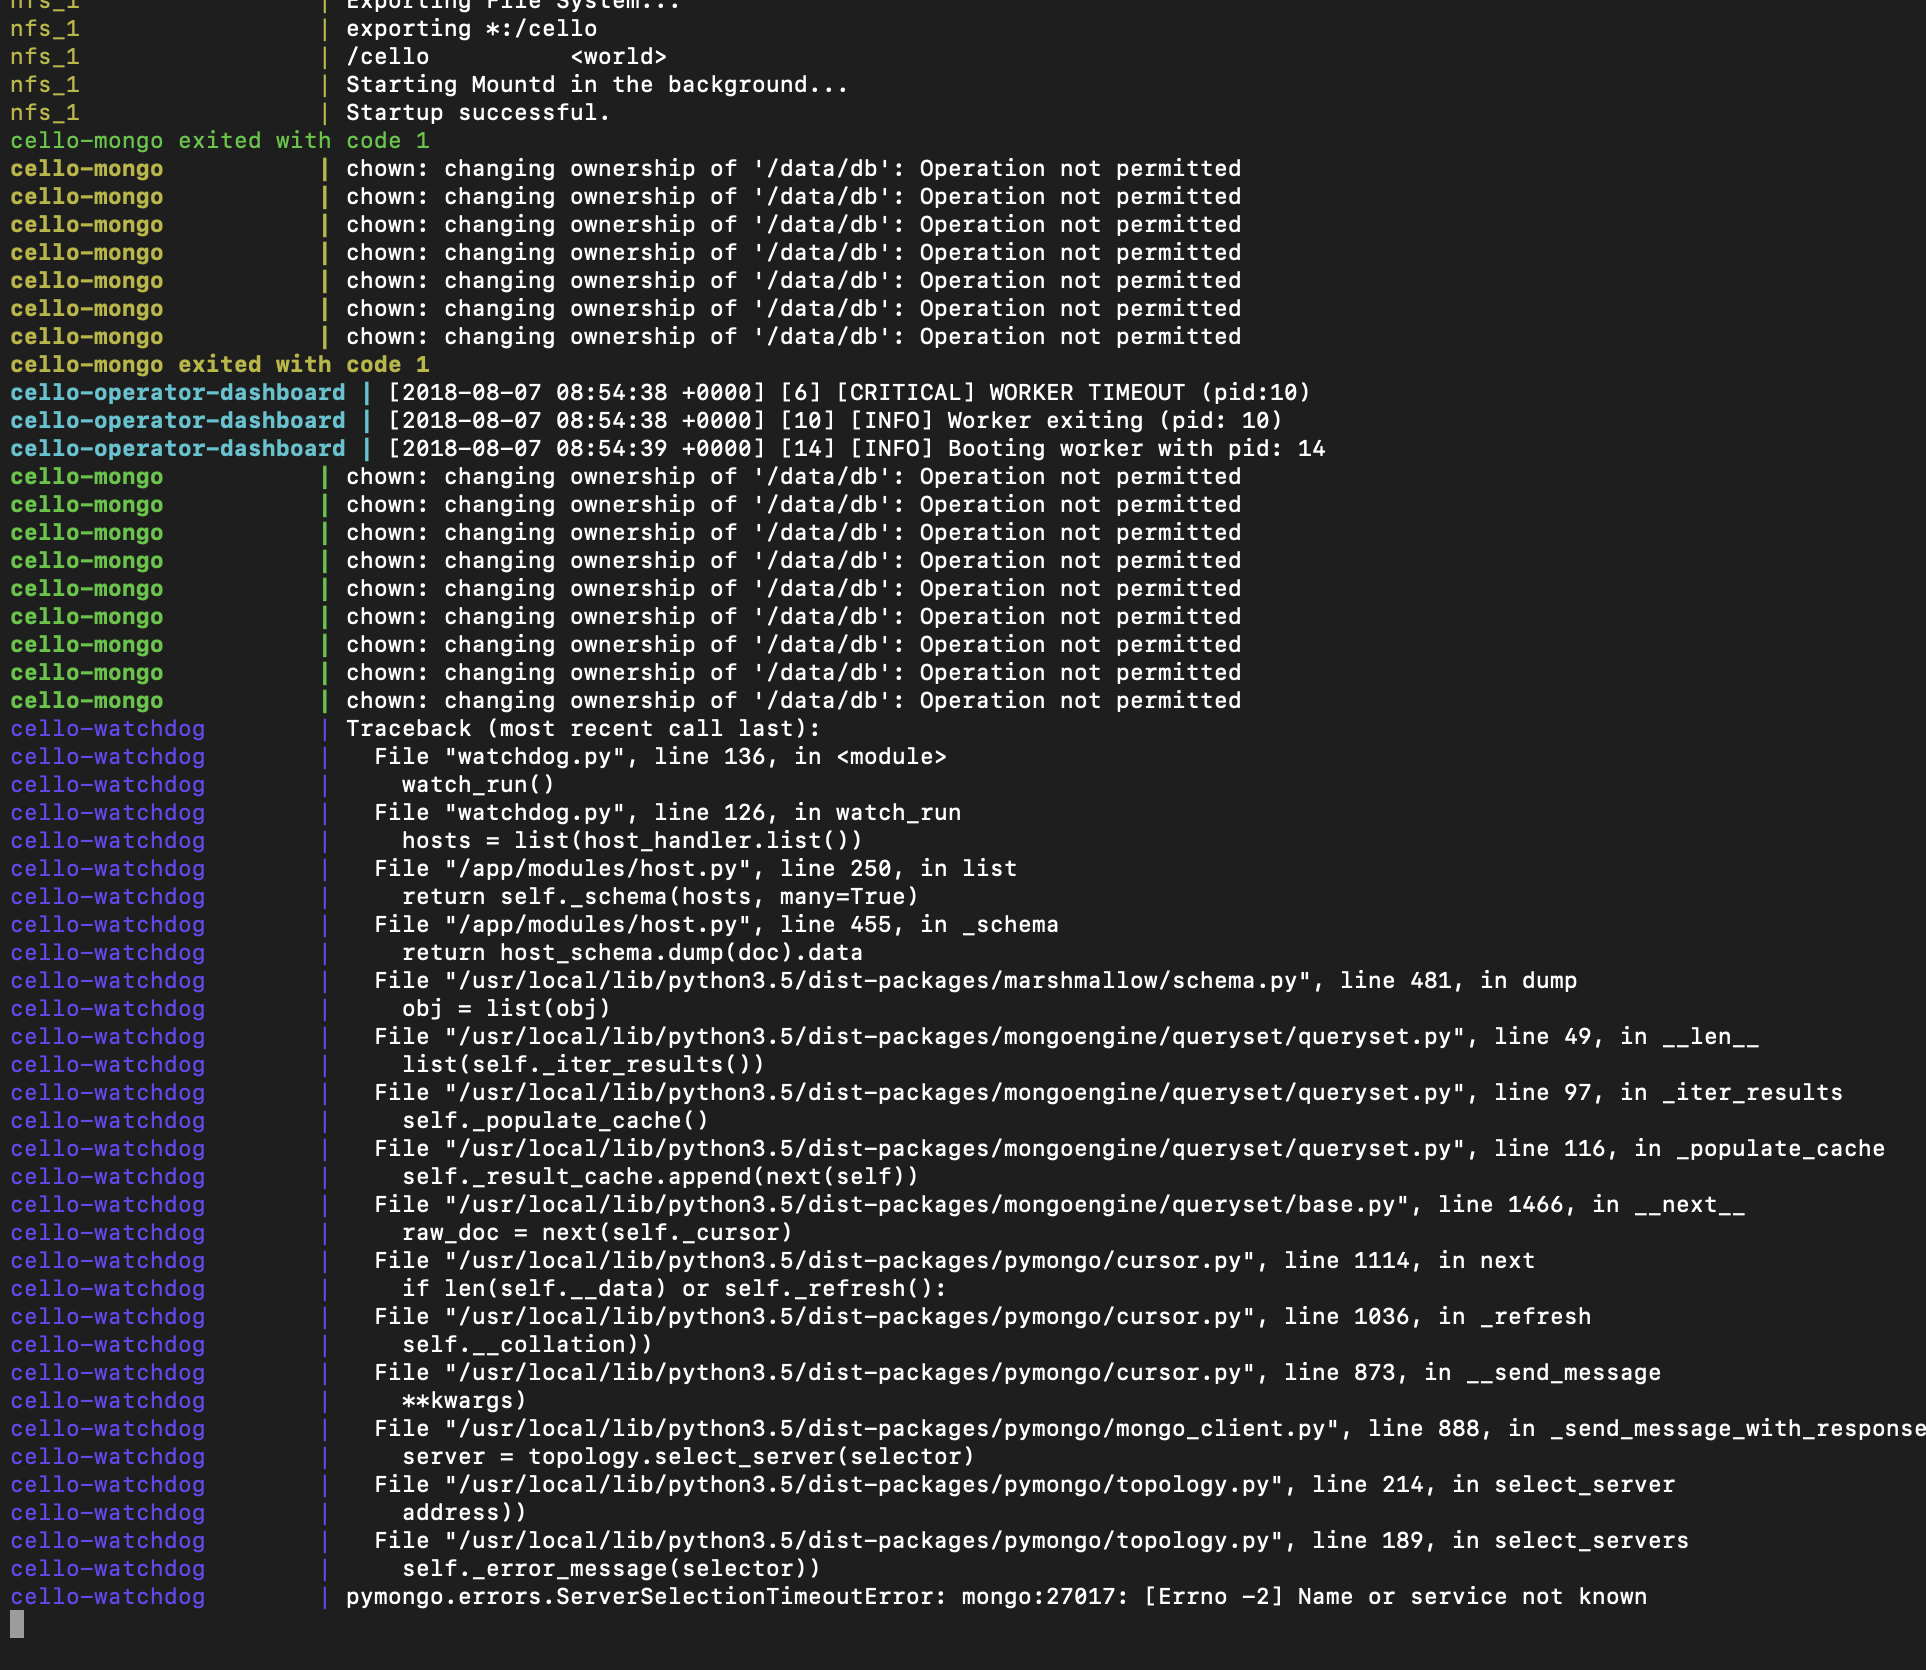 nfs_1 | Exporting File System...
nfs_1 | exporting *:/cello
nfs_1 | /cello <world>
nfs_1 | Starting Mountd in the background...
nfs_1 | Startup successful.
cello-mongo exited with code 1
cello-mongo | chown: changing ownership of '/data/db': Operation not permitted
cello-mongo | chown: changing ownership of '/data/db': Operation not permitted
cello-mongo | chown: changing ownership of '/data/db': Operation not permitted
cello-mongo | chown: changing ownership of '/data/db': Operation not permitted
cello-mongo | chown: changing ownership of '/data/db': Operation not permitted
cello-mongo | chown: changing ownership of '/data/db': Operation not permitted
cello-mongo | chown: changing ownership of '/data/db': Operation not permitted
cello-mongo exited with code 1
cello-operator-dashboard | [2018-08-07 08:54:38 +0000] [6] [CRITICAL] WORKER TIMEOUT (pid:10)
cello-operator-dashboard | [2018-08-07 08:54:38 +0000] [10] [INFO] Worker exiting (pid: 10)
cello-operator-dashboard | [2018-08-07 08:54:39 +0000] [14] [INFO] Booting worker with pid: 14
cello-mongo | chown: changing ownership of '/data/db': Operation not permitted
cello-mongo | chown: changing ownership of '/data/db': Operation not permitted
cello-mongo | chown: changing ownership of '/data/db': Operation not permitted
cello-mongo | chown: changing ownership of '/data/db': Operation not permitted
cello-mongo | chown: changing ownership of '/data/db': Operation not permitted
cello-mongo | chown: changing ownership of '/data/db': Operation not permitted
cello-mongo | chown: changing ownership of '/data/db': Operation not permitted
cello-mongo | chown: changing ownership of '/data/db': Operation not permitted
cello-mongo | chown: changing ownership of '/data/db': Operation not permitted
cello-watchdog | Traceback (most recent call last):
cello-watchdog | File "watchdog.py", line 136, in <module>
cello-watchdog | watch_run()
cello-watchdog | File "watchdog.py", line 126, in watch_run
cello-watchdog | hosts = list(host_handler.list())
cello-watchdog | File "/app/modules/host.py", line 250, in list
cello-watchdog | return self._schema(hosts, many=True)
cello-watchdog | File "/app/modules/host.py", line 455, in _schema
cello-watchdog | return host_schema.dump(doc).data
cello-watchdog | File "/usr/local/lib/python3.5/dist-packages/marshmallow/schema.py", line 481, in dump
cello-watchdog | obj = list(obj)
cello-watchdog | File "/usr/local/lib/python3.5/dist-packages/mongoengine/queryset/queryset.py", line 49, in __len__
cello-watchdog | list(self._iter_results())
cello-watchdog | File "/usr/local/lib/python3.5/dist-packages/mongoengine/queryset/queryset.py", line 97, in _iter_results
cello-watchdog | self._populate_cache()
cello-watchdog | File "/usr/local/lib/python3.5/dist-packages/mongoengine/queryset/queryset.py", line 116, in _populate_cache
cello-watchdog | self._result_cache.append(next(self))
cello-watchdog | File "/usr/local/lib/python3.5/dist-packages/mongoengine/queryset/base.py", line 1466, in __next__
cello-watchdog | raw_doc = next(self._cursor)
cello-watchdog | File "/usr/local/lib/python3.5/dist-packages/pymongo/cursor.py", line 1114, in next
cello-watchdog | if len(self.__data) or self._refresh():
cello-watchdog | File "/usr/local/lib/python3.5/dist-packages/pymongo/cursor.py", line 1036, in _refresh
cello-watchdog | self.__collation))
cello-watchdog | File "/usr/local/lib/python3.5/dist-packages/pymongo/cursor.py", line 873, in __send_message
cello-watchdog | **kwargs)
cello-watchdog | File "/usr/local/lib/python3.5/dist-packages/pymongo/mongo_client.py", line 888, in _send_message_with_response
cello-watchdog | server = topology.select_server(selector)
cello-watchdog | File "/usr/local/lib/python3.5/dist-packages/pymongo/topology.py", line 214, in select_server
cello-watchdog | address))
cello-watchdog | File "/usr/local/lib/python3.5/dist-packages/pymongo/topology.py", line 189, in select_servers
cello-watchdog | self._error_message(selector))
cello-watchdog | pymongo.errors.ServerSelectionTimeoutError: mongo:27017: [Errno -2] Name or service not known